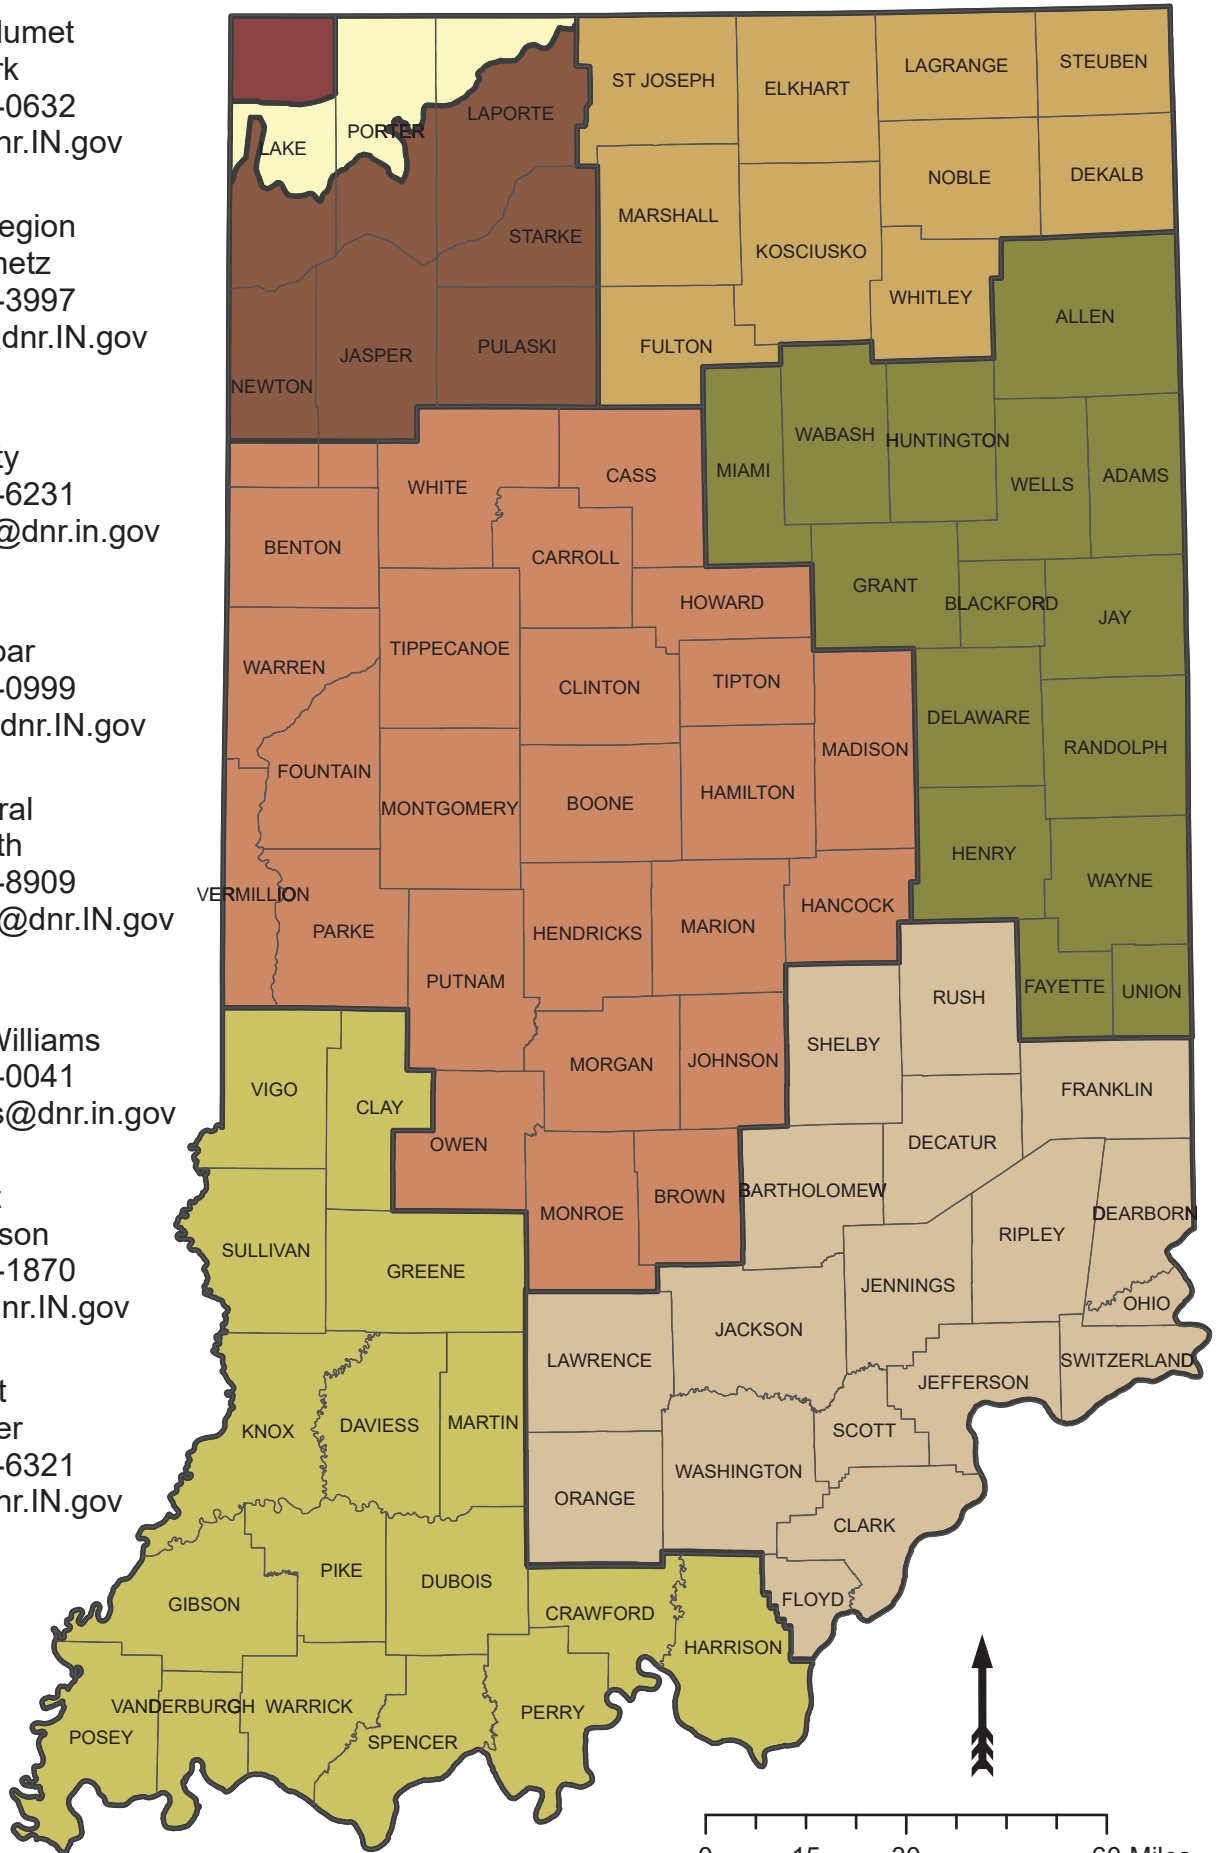 lumet
rk
-0632
nr.IN.gov
egion
netz
-3997
dnr.IN.gov
ty
-6231
@dnr.in.gov
bar
-0999
dnr.IN.gov
ral
th
-8909
@dnr.IN.gov
Williams
-0041
s@dnr.in.gov
t
son
-1870
nr.IN.gov
t
er
-6321
nr.IN.gov
ST JOSEPH
ELKHART
LAGRANGE
STEUBEN
LAKE
PORTER
LAPORTE
NOBLE
DEKALB
MARSHALL
STARKE
KOSCIUSKO
WHITLEY
ALLEN
NEWTON
JASPER
PULASKI
FULTON
WABASH
HUNTINGTON
MIAMI
WELLS
ADAMS
WHITE
CASS
BENTON
CARROLL
GRANT
BLACKFORD
JAY
HOWARD
WARREN
TIPPECANOE
CLINTON
TIPTON
DELAWARE
RANDOLPH
MADISON
FOUNTAIN
MONTGOMERY
BOONE
HAMILTON
HENRY
WAYNE
VERMILLION
PARKE
HENDRICKS
MARION
HANCOCK
PUTNAM
RUSH
FAYETTE
UNION
SHELBY
MORGAN
JOHNSON
VIGO
CLAY
FRANKLIN
OWEN
DECATUR
MONROE
BROWN
BARTHOLOMEW
DEARBORN
RIPLEY
SULLIVAN
GREENE
JENNINGS
OHIO
JACKSON
LAWRENCE
SWITZERLAND
JEFFERSON
KNOX
DAVIESS
MARTIN
SCOTT
WASHINGTON
ORANGE
CLARK
PIKE
DUBOIS
GIBSON
CRAWFORD
FLOYD
HARRISON
VANDERBURGH
WARRICK
PERRY
POSEY
SPENCER
0 15 30 60 Miles